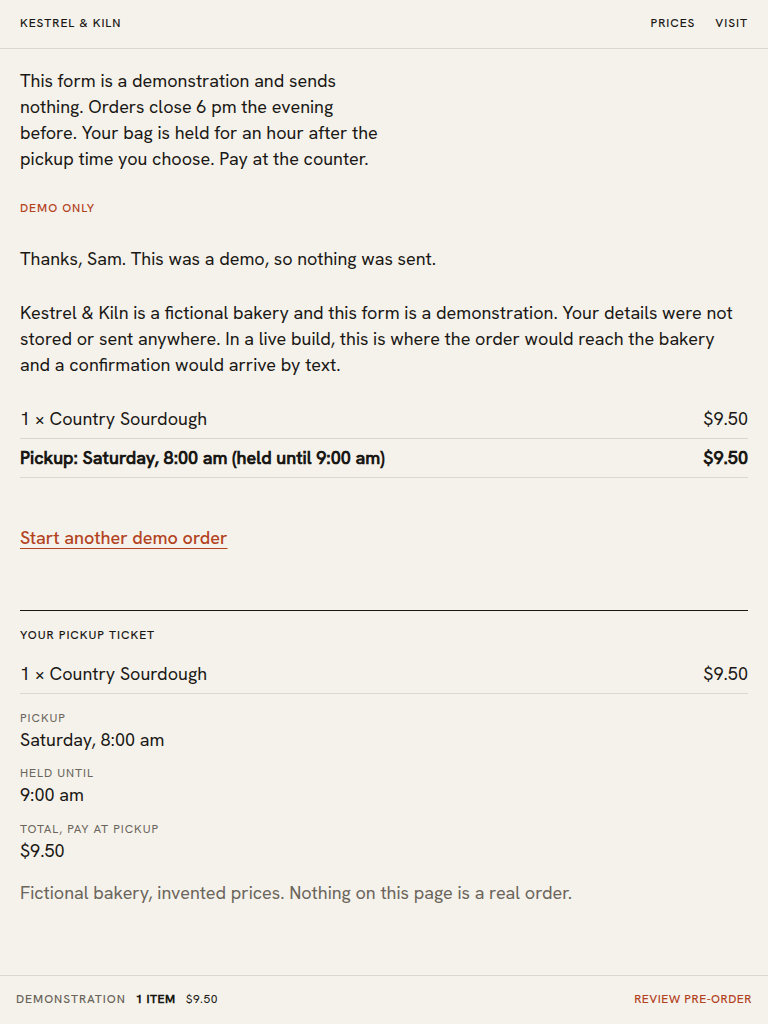 KESTREL & KILN
PRICES VISIT
This form is a demonstration and sends
nothing. Orders close 6 pm the evening
before. Your bag is held for an hour after the
pickup time you choose. Pay at the counter.
DEMO ONLY
Thanks, Sam. This was a demo, so nothing was sent.
Kestrel & Kiln is a fictional bakery and this form is a demonstration. Your details were not
stored or sent anywhere. In a live build, this is where the order would reach the bakery
and a confirmation would arrive by text.
1 × Country Sourdough $9.50
Pickup: Saturday, 8:00 am (held until 9:00 am) $9.50
Start another demo order
YOUR PICKUP TICKET
1 × Country Sourdough $9.50
PICKUP
Saturday, 8:00 am
HELD UNTIL
9:00 am
TOTAL, PAY AT PICKUP
$9.50
Fictional bakery, invented prices. Nothing on this page is a real order.
DEMONSTRATION 1 ITEM $9.50 REVIEW PRE-ORDER